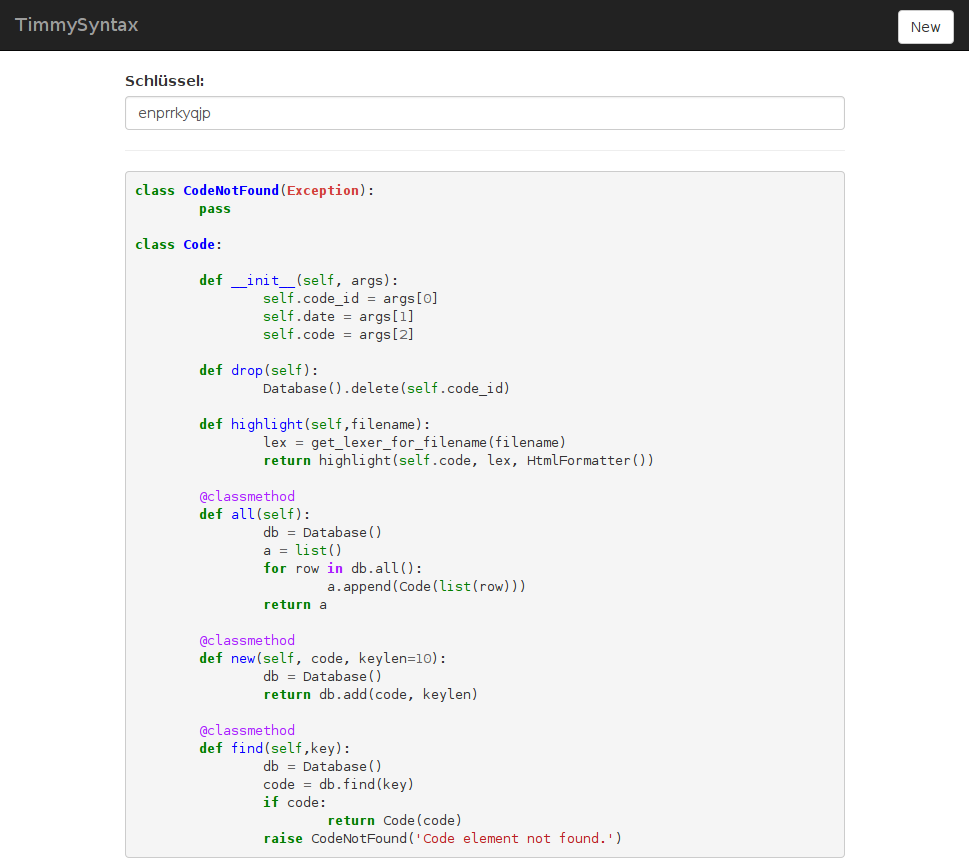 TimmySyntax
New
Schlüssel:
enprrkyqjp
class CodeNotFound(Exception):
        pass

class Code:

        def __init__(self, args):
                self.code_id = args[0]
                self.date = args[1]
                self.code = args[2]

        def drop(self):
                Database().delete(self.code_id)

        def highlight(self,filename):
                lex = get_lexer_for_filename(filename)
                return highlight(self.code, lex, HtmlFormatter())

        @classmethod
        def all(self):
                db = Database()
                a = list()
                for row in db.all():
                        a.append(Code(list(row)))
                return a

        @classmethod
        def new(self, code, keylen=10):
                db = Database()
                return db.add(code, keylen)

        @classmethod
        def find(self,key):
                db = Database()
                code = db.find(key)
                if code:
                        return Code(code)
                raise CodeNotFound('Code element not found.')